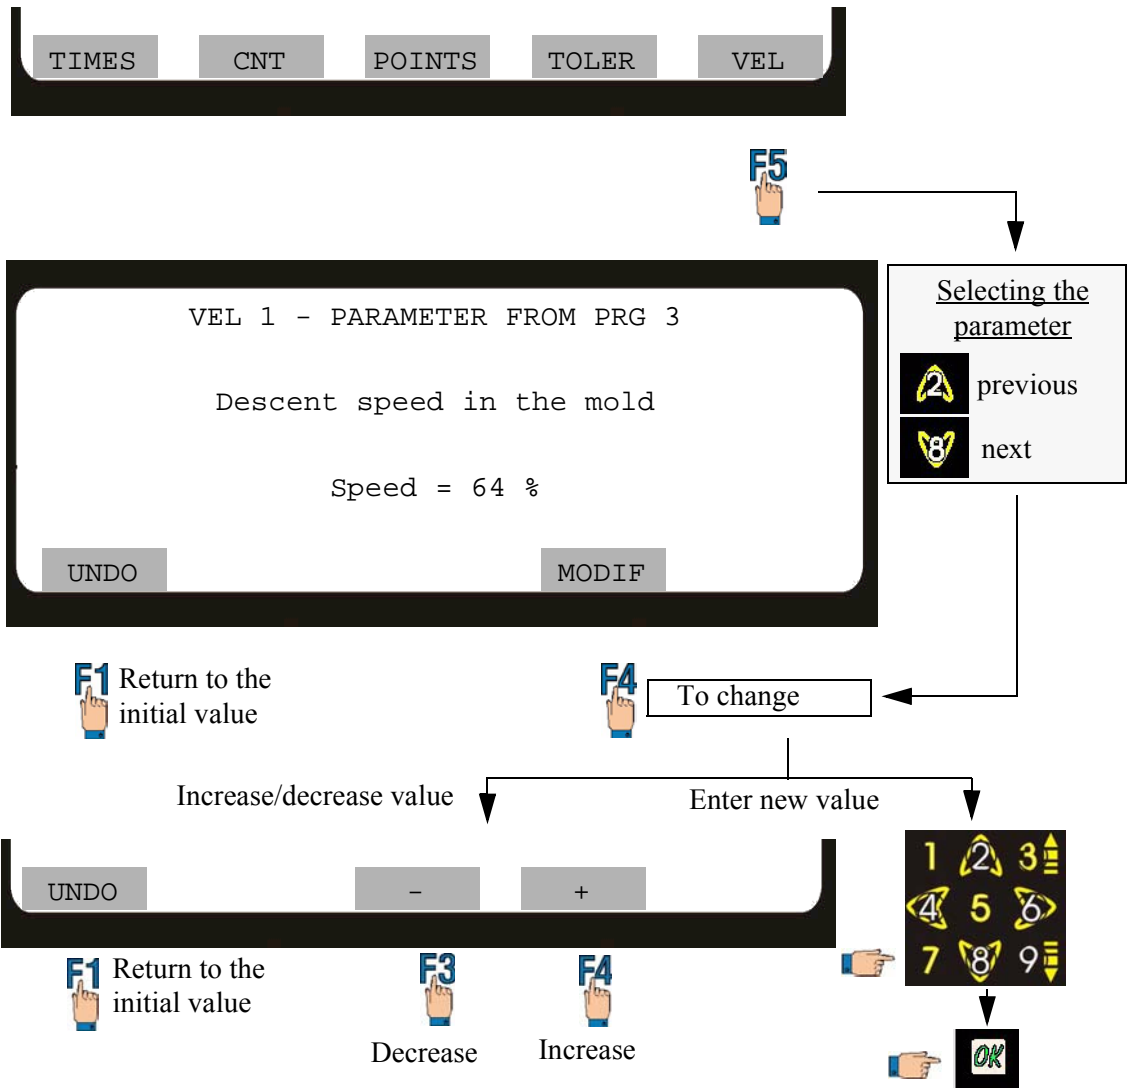 TIMES CNT POINTS TOLER VEL
F5
VEL 1 - PARAMETER FROM PRG 3
Descent speed in the mold
Speed = 64 %
UNDO MODIF
Selecting the
parameter
2 previous
8 next
F1 Return to the
initial value
F4 To change
Increase/decrease value
Enter new value
UNDO - +
F1 Return to the
initial value
F3
Decrease
F4
Increase
1 2 3
4 5 6
7 8 9
OK